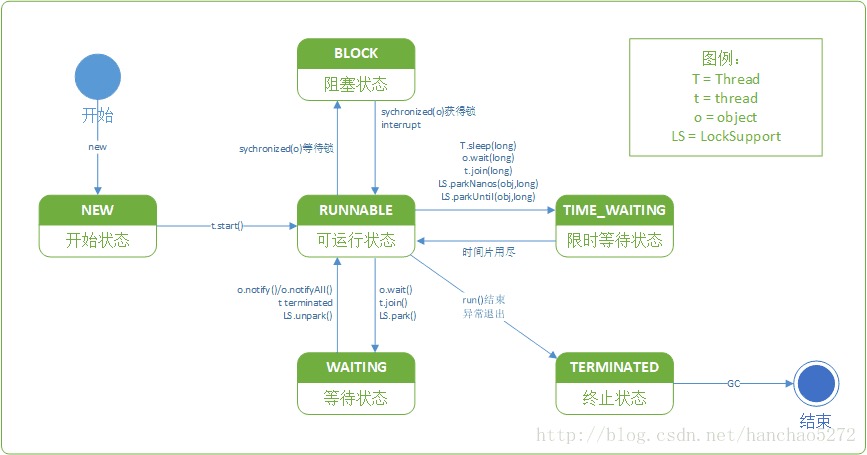 BLOCK
阻塞状态
图例：
T = Thread
t = thread
o = object
LS = LockSupport
开始
new
sychronized(o)等待锁
sychronized(o)获得锁
interrupt
T.sleep(long)
o.wait(long)
t.join(long)
LS.parkNanos(obj,long)
LS.parkUntil(obj,long)
NEW
开始状态
t.start()
RUNNABLE
可运行状态
TIME_WAITING
限时等待状态
时间片用尽
o.notify()/o.notifyAll()
t terminated
LS.unpark()
o.wait()
t.join()
LS.park()
run()结束
异常退出
WAITING
等待状态
TERMINATED
终止状态
GC
结束
http://blog.csdn.net/hanchao5272